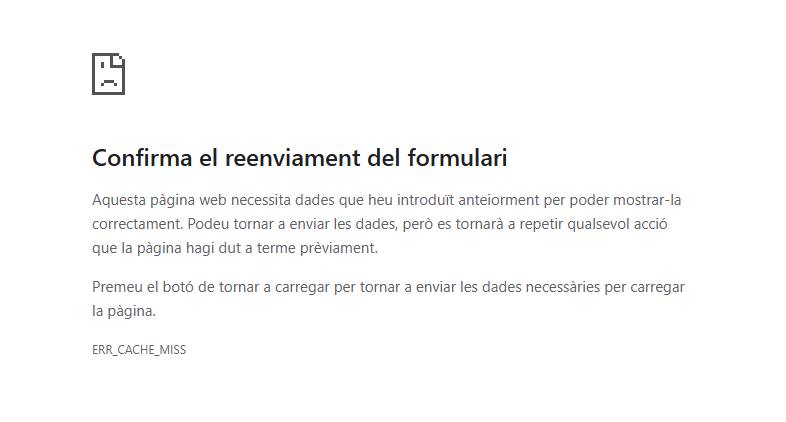 Confirma el reenviament del formulari
Aquesta pàgina web necessita dades que heu introduït anteiorment per poder mostrar-la
correctament. Podeu tornar a enviar les dades, però es tornarà a repetir qualsevol acció
que la pàgina hagi dut a terme prèviament.
Premeu el botó de tornar a carregar per tornar a enviar les dades necessàries per carregar
la pàgina.
ERR_CACHE_MISS